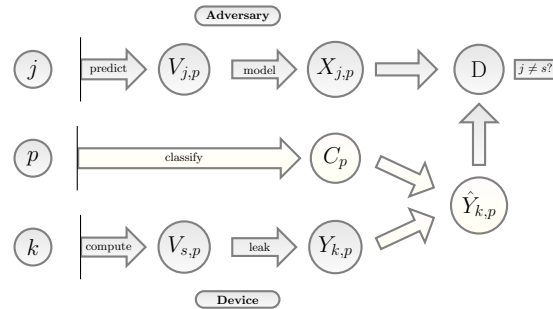 Adversary
j predict V_{j,p} model X_{j,p} D j ≠ s?
p classify C_p
Ŷ_{k,p}
k compute V_{s,p} leak Y_{k,p}
Device